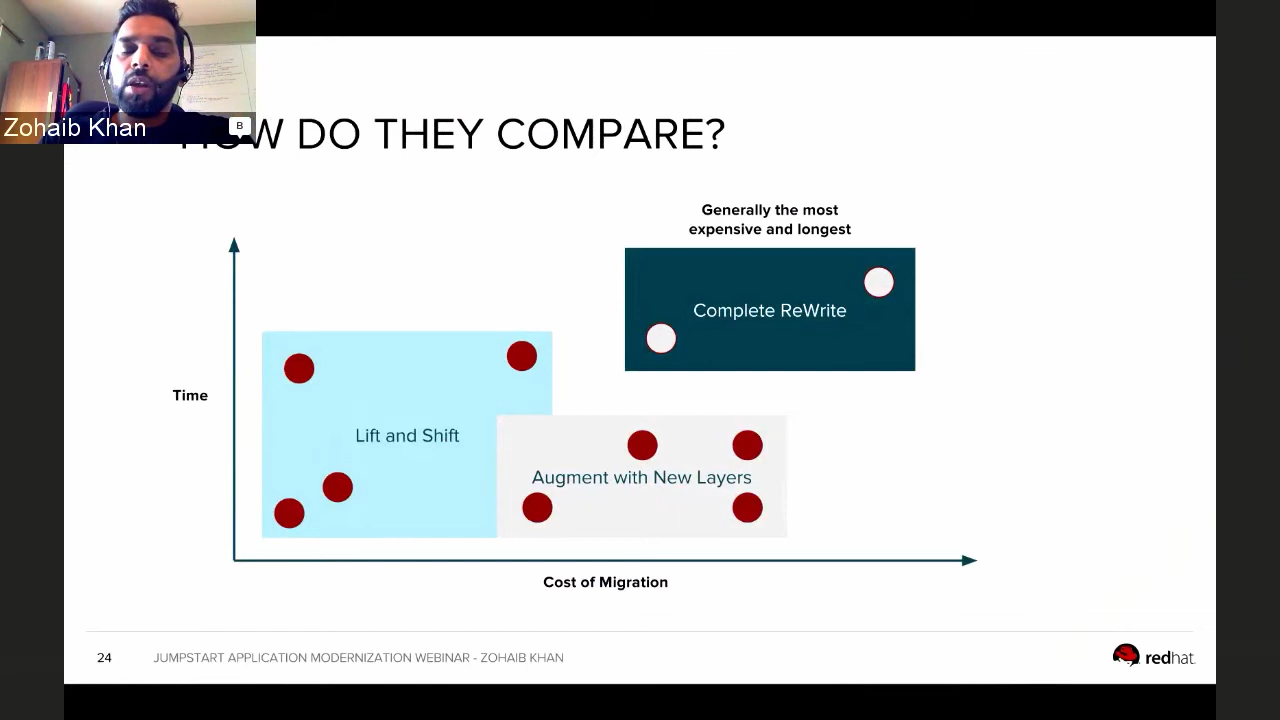 Zohaib Khan
B
HOW DO THEY COMPARE?
Generally the most
expensive and longest
Complete ReWrite
Time
Lift and Shift
Augment with New Layers
Cost of Migration
24
JUMPSTART APPLICATION MODERNIZATION WEBINAR - ZOHAIB KHAN
redhat.